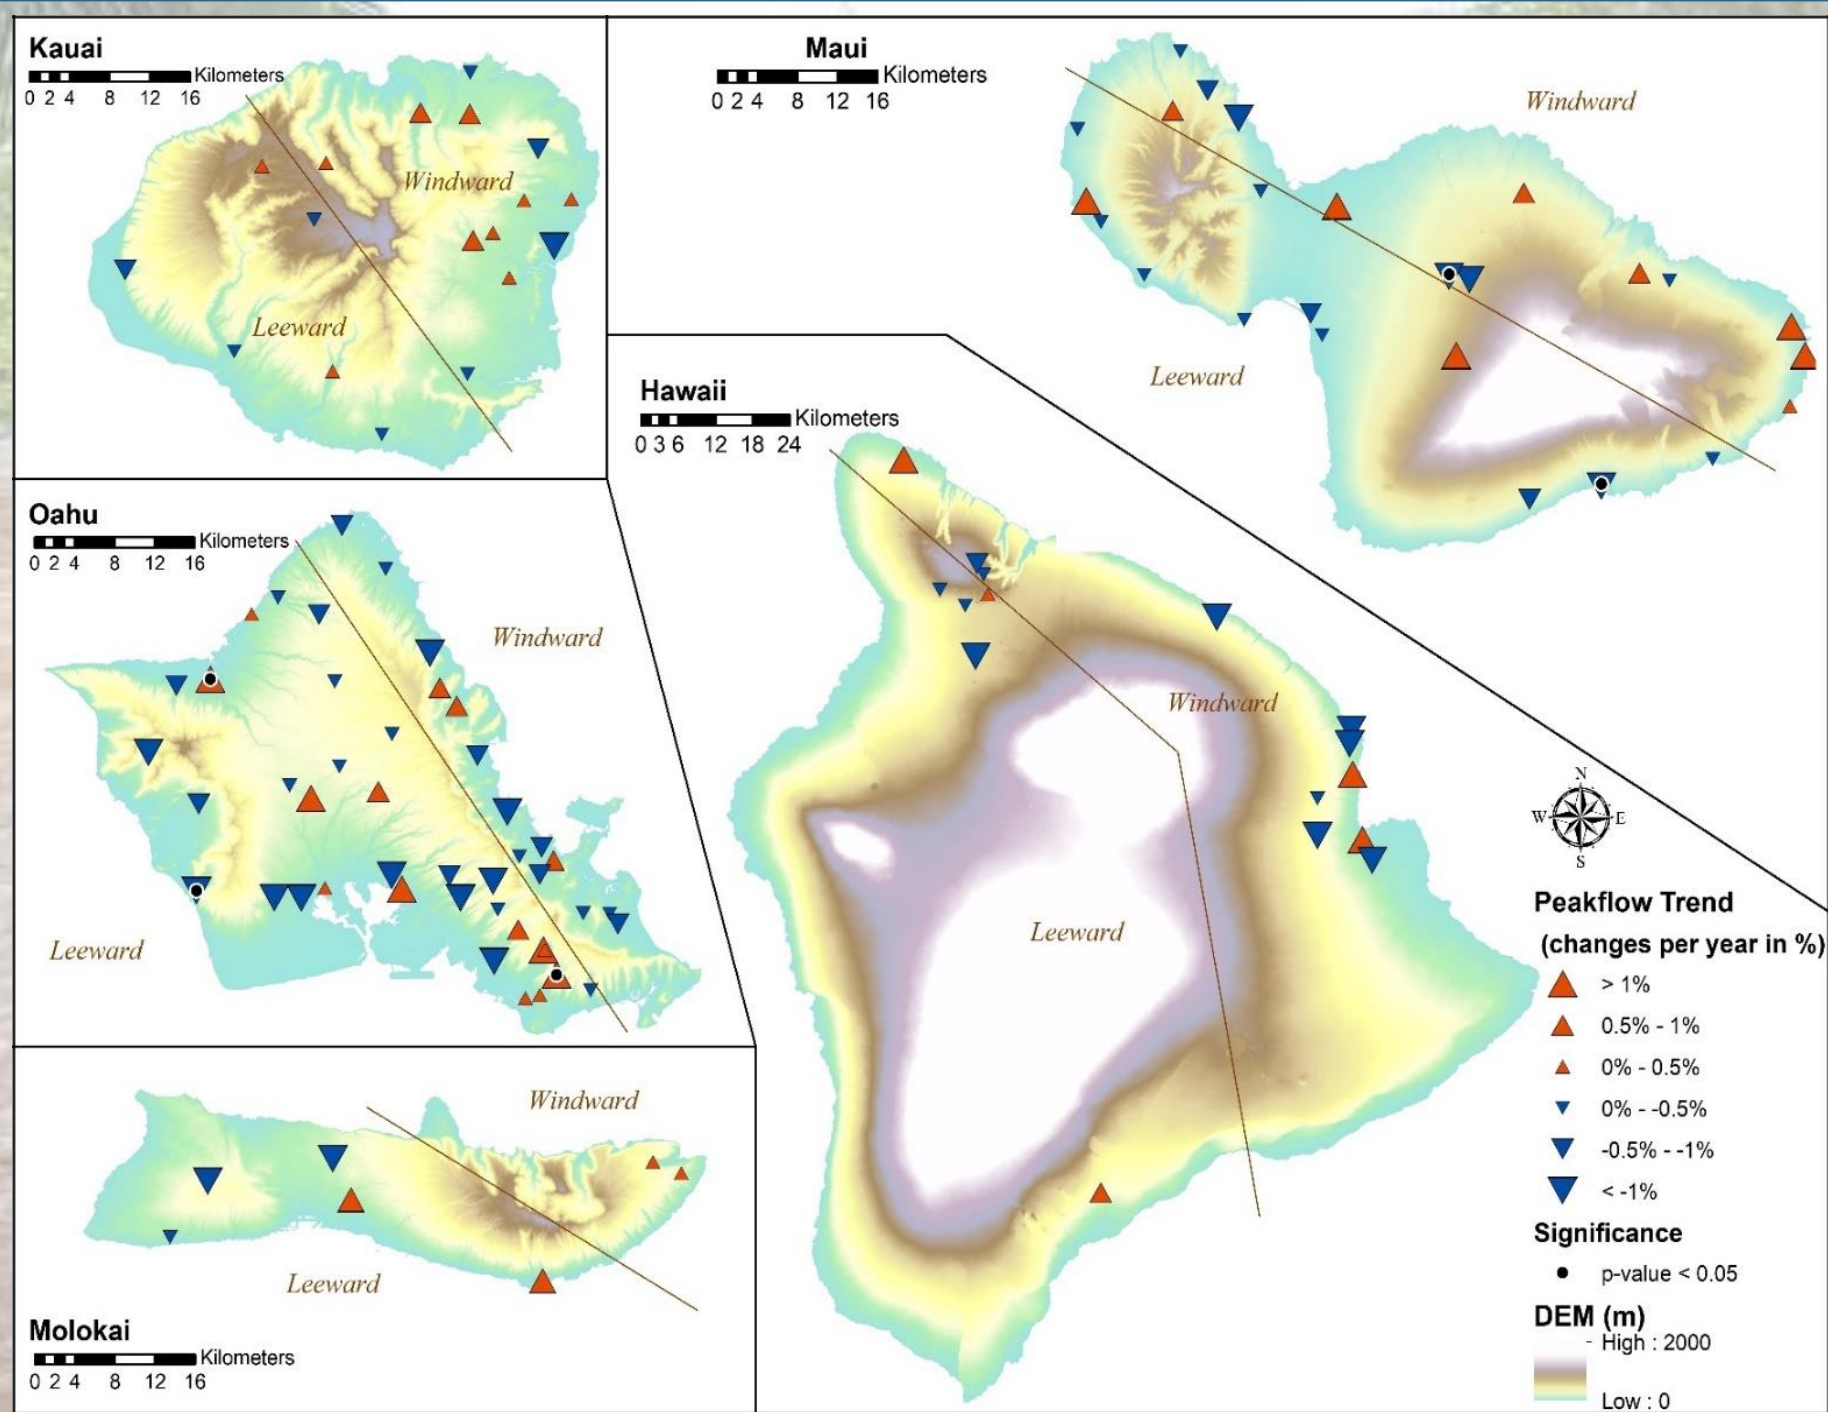 Kauai
Kilometers
0 2 4 8 12 16
Windward
Leeward
Maui
Kilometers
0 2 4 8 12 16
Windward
Leeward
Hawaii
Kilometers
0 3 6 12 18 24
Windward
Leeward
Oahu
Kilometers
0 2 4 8 12 16
Windward
Leeward
Windward
Leeward
Molokai
Kilometers
0 2 4 8 12 16
N
W E
S
Peakflow Trend
(changes per year in %)
> 1%
0.5% - 1%
0% - 0.5%
0% - -0.5%
-0.5% - -1%
< -1%
Significance
p-value < 0.05
DEM (m)
High : 2000
Low : 0